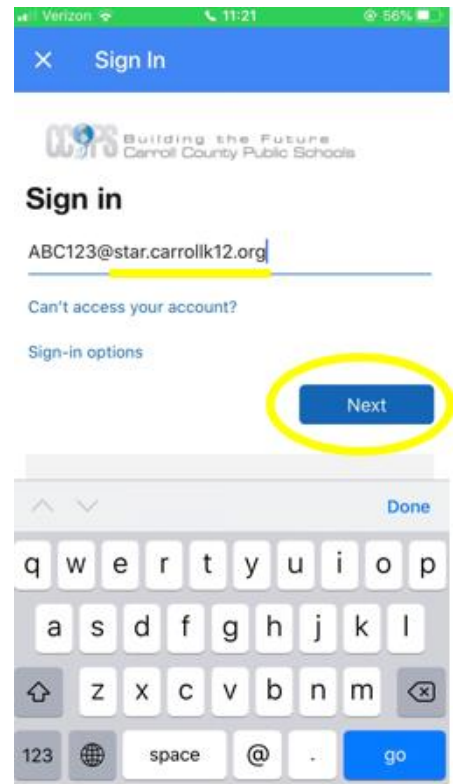 Verizon 11:21 56%
× Sign In
CCPS Building the Future
Carroll County Public Schools
Sign in
ABC123@star.carrollk12.org
Can't access your account?
Sign-in options
Next
Done
q w e r t y u i o p
a s d f g h j k l
z x c v b n m
123 space @ . go